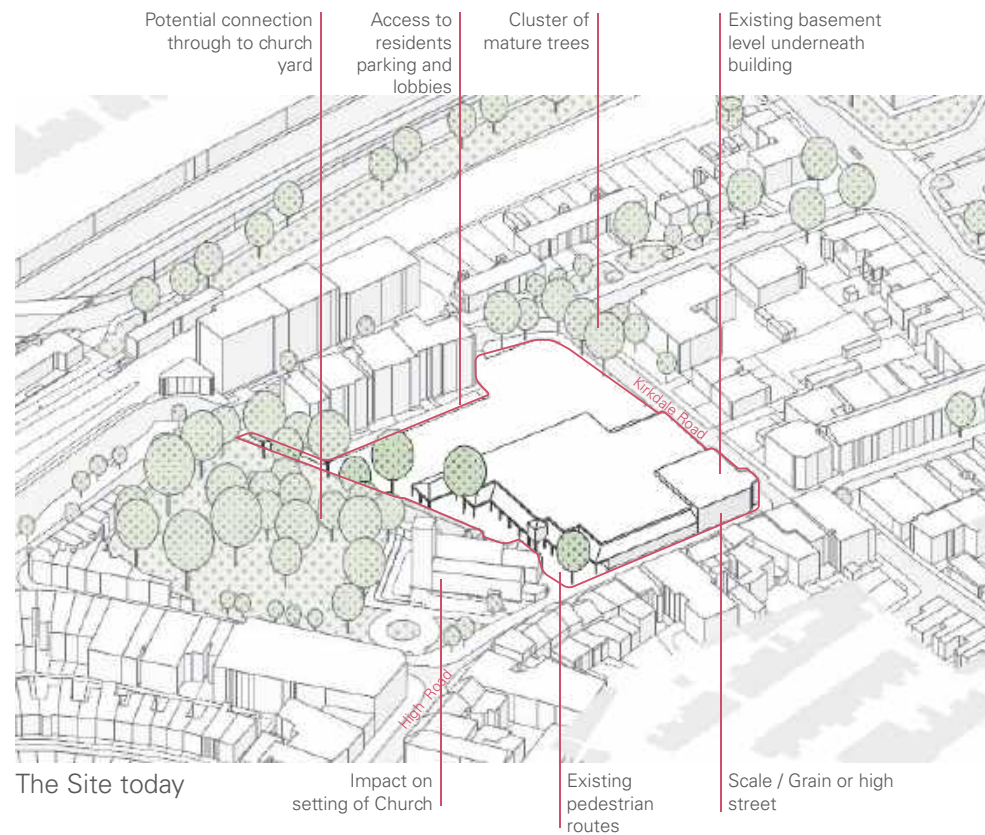 Potential connection
through to church
yard
Access to
residents
parking and
lobbies
Cluster of
mature trees
Existing basement
level underneath
building
Kirkdale Road
High Road
The Site today
Impact on
setting of Church
Existing
pedestrian
routes
Scale / Grain or high
street